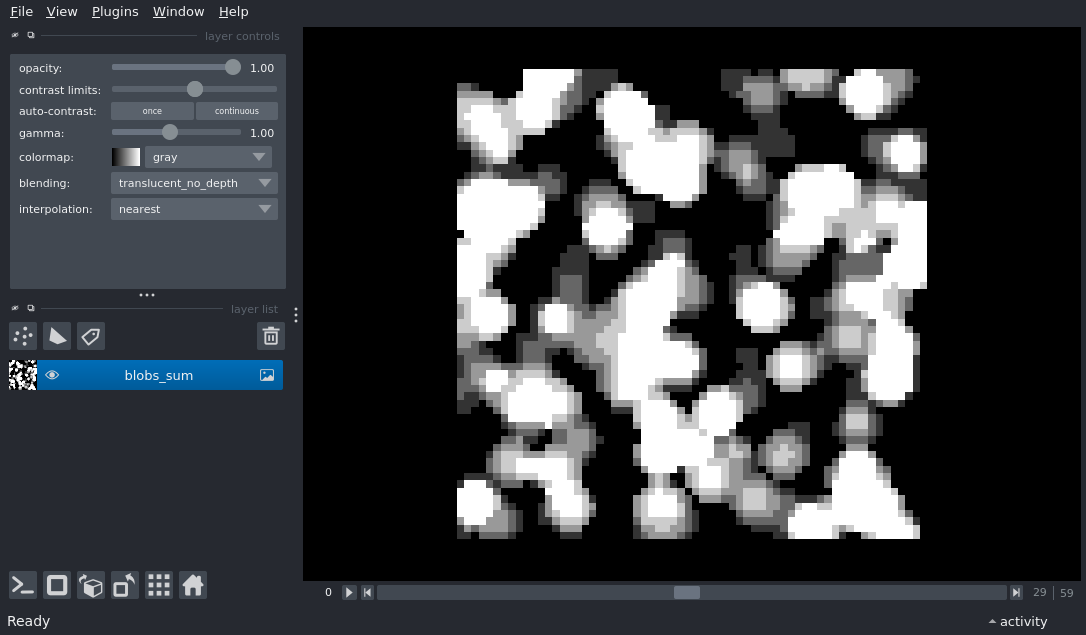 File View Plugins Window Help
layer controls
opacity: 1.00
contrast limits:
auto-contrast: once continuous
gamma: 1.00
colormap: gray
blending: translucent_no_depth
interpolation: nearest
layer list
blobs_sum
0 29 59
Ready activity